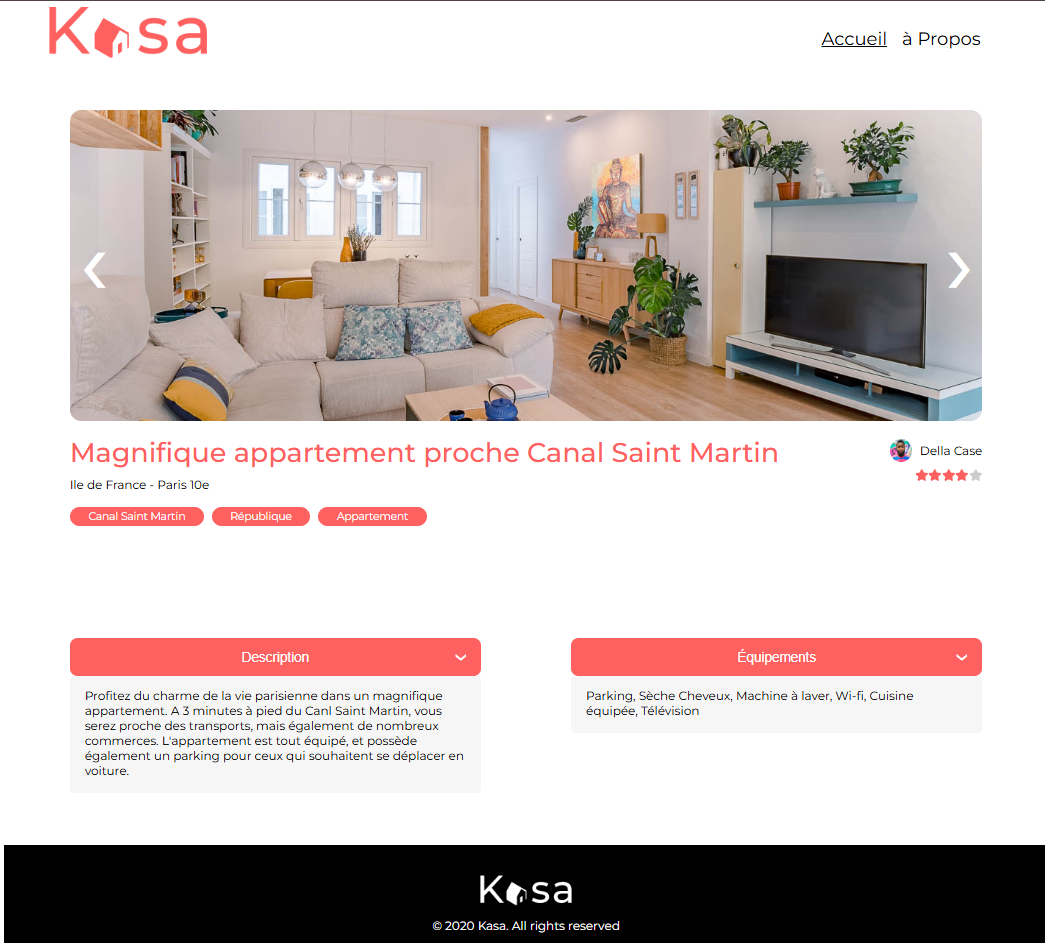 Kasa
Accueil à Propos
Magnifique appartement proche Canal Saint Martin
Della Case
Ile de France - Paris 10e
Canal Saint Martin République Appartement
Description
Profitez du charme de la vie parisienne dans un magnifique
appartement. A 3 minutes à pied du Canl Saint Martin, vous
serez proche des transports, mais également de nombreux
commerces. L'appartement est tout équipé, et possède
également un parking pour ceux qui souhaitent se déplacer en
voiture.
Équipements
Parking, Sèche Cheveux, Machine à laver, Wi-fi, Cuisine
équipée, Télévision
Kasa
© 2020 Kasa. All rights reserved